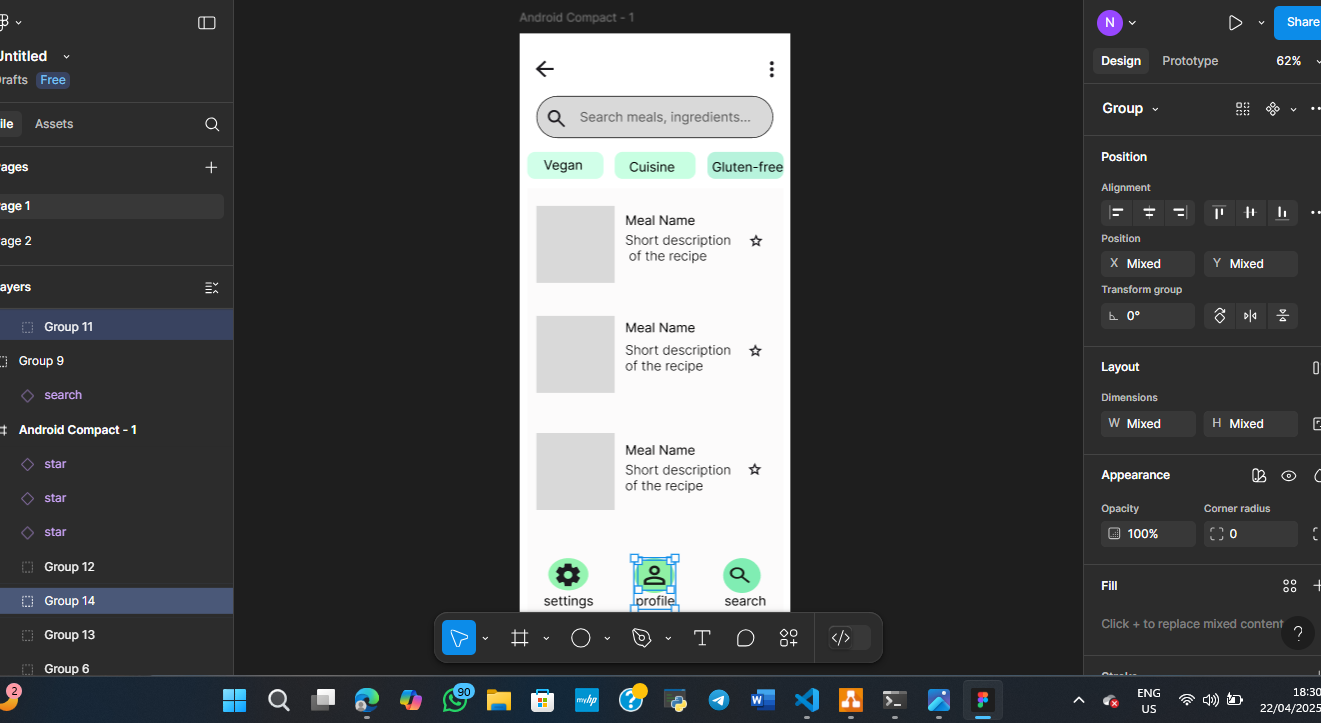 Untitled
rafts Free
ile Assets
ages
age 1
age 2
ayers
Group 11
Group 9
search
Android Compact - 1
star
star
star
Group 12
Group 14
Group 13
Group 6
Android Compact - 1
Search meals, ingredients...
Vegan Cuisine Gluten-free
Meal Name
Short description
of the recipe
Meal Name
Short description
of the recipe
Meal Name
Short description
of the recipe
settings profile search
N Share
Design Prototype 62%
Group
Position
Alignment
Position
X Mixed Y Mixed
Transform group
0°
Layout
Dimensions
W Mixed H Mixed
Appearance
Opacity Corner radius
100% 0
Fill
Click + to replace mixed content
?
2
90
myhp
ENG
US
18:30
22/04/2025